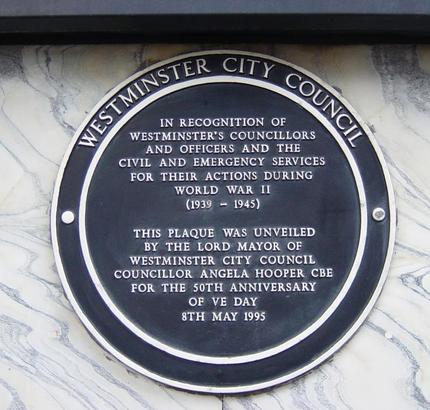 WESTMINSTER CITY COUNCIL
IN RECOGNITION OF
WESTMINSTER'S COUNCILLORS
AND OFFICERS AND THE
CIVIL AND EMERGENCY SERVICES
FOR THEIR ACTIONS DURING
WORLD WAR II
(1939 – 1945)
THIS PLAQUE WAS UNVEILED
BY THE LORD MAYOR OF
WESTMINSTER CITY COUNCIL
COUNCILLOR ANGELA HOOPER CBE
FOR THE 50TH ANNIVERSARY
OF VE DAY
8TH MAY 1995